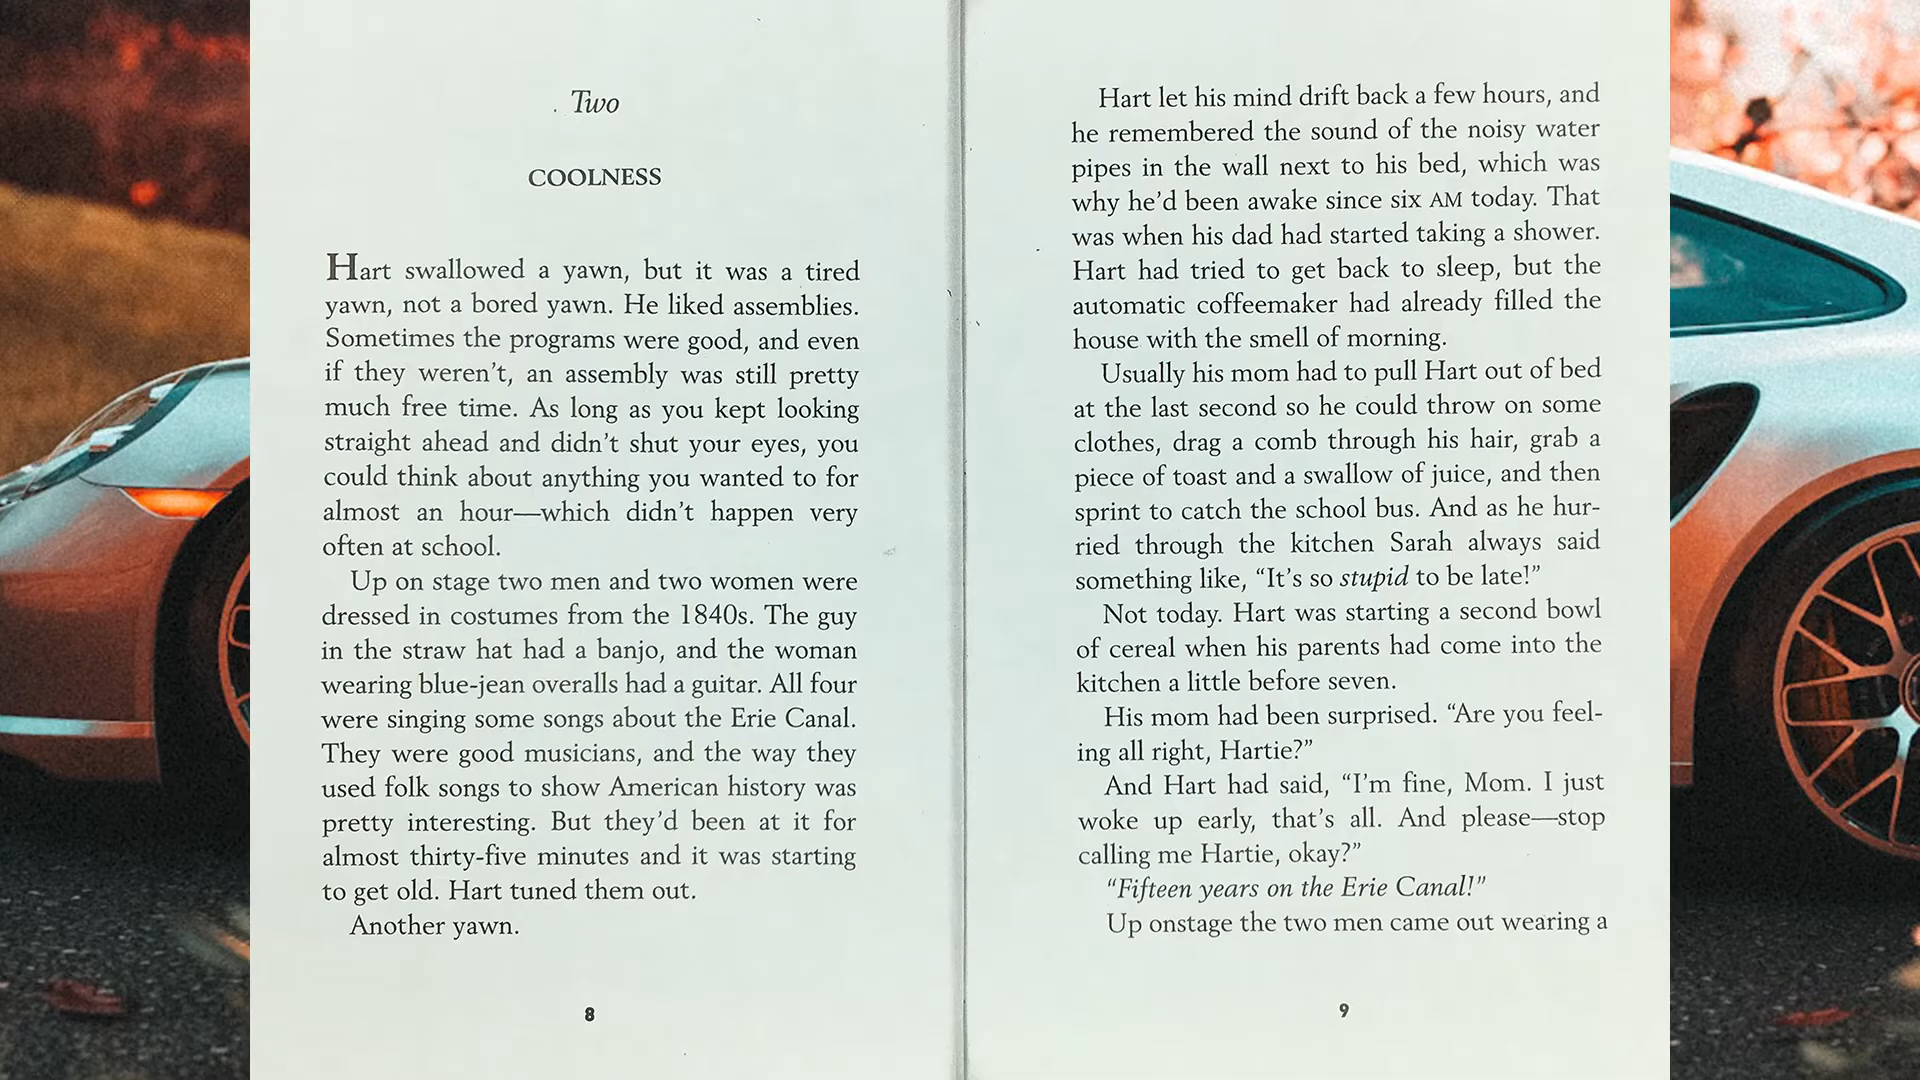 Two
COOLNESS
Hart swallowed a yawn, but it was a tired
yawn, not a bored yawn. He liked assemblies.
Sometimes the programs were good, and even
if they weren’t, an assembly was still pretty
much free time. As long as you kept looking
straight ahead and didn’t shut your eyes, you
could think about anything you wanted to for
almost an hour—which didn’t happen very
often at school.
Up on stage two men and two women were
dressed in costumes from the 1840s. The guy
in the straw hat had a banjo, and the woman
wearing blue-jean overalls had a guitar. All four
were singing some songs about the Erie Canal.
They were good musicians, and the way they
used folk songs to show American history was
pretty interesting. But they’d been at it for
almost thirty-five minutes and it was starting
to get old. Hart tuned them out.
Another yawn.
8
Hart let his mind drift back a few hours, and
he remembered the sound of the noisy water
pipes in the wall next to his bed, which was
why he’d been awake since six AM today. That
was when his dad had started taking a shower.
Hart had tried to get back to sleep, but the
automatic coffeemaker had already filled the
house with the smell of morning.
Usually his mom had to pull Hart out of bed
at the last second so he could throw on some
clothes, drag a comb through his hair, grab a
piece of toast and a swallow of juice, and then
sprint to catch the school bus. And as he hur-
ried through the kitchen Sarah always said
something like, “It’s so stupid to be late!”
Not today. Hart was starting a second bowl
of cereal when his parents had come into the
kitchen a little before seven.
His mom had been surprised. “Are you feel-
ing all right, Hartie?”
And Hart had said, “I’m fine, Mom. I just
woke up early, that’s all. And please—stop
calling me Hartie, okay?”
“Fifteen years on the Erie Canal!”
Up onstage the two men came out wearing a
9